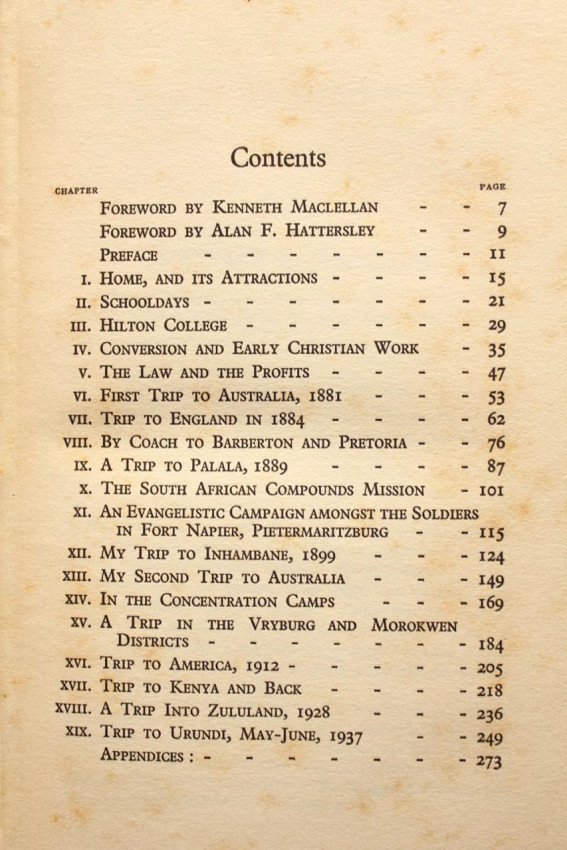 Contents
CHAPTER PAGE
FOREWORD BY KENNETH MACLELLAN - - 7
FOREWORD BY ALAN F. HATTERSLEY - - 9
PREFACE - - - - - - - 11
I. HOME, AND ITS ATTRACTIONS - - - - 15
II. SCHOOLDAYS - - - - - - - 21
III. HILTON COLLEGE - - - - - - 29
IV. CONVERSION AND EARLY CHRISTIAN WORK - 35
V. THE LAW AND THE PROFITS - - - - 47
VI. FIRST TRIP TO AUSTRALIA, 1881 - - - 53
VII. TRIP TO ENGLAND IN 1884 - - - - 62
VIII. BY COACH TO BARBERTON AND PRETORIA - - 76
IX. A TRIP TO PALALA, 1889 - - - - 87
X. THE SOUTH AFRICAN COMPOUNDS MISSION - 101
XI. AN EVANGELISTIC CAMPAIGN AMONGST THE SOLDIERS
IN FORT NAPIER, PIETERMARITZBURG - - 115
XII. MY TRIP TO INHAMBANE, 1899 - - - 124
XIII. MY SECOND TRIP TO AUSTRALIA - - - 149
XIV. IN THE CONCENTRATION CAMPS - - - 169
XV. A TRIP IN THE VRYBURG AND MOROKWEN
DISTRICTS - - - - - - - 184
XVI. TRIP TO AMERICA, 1912 - - - - - 205
XVII. TRIP TO KENYA AND BACK - - - - 218
XVIII. A TRIP INTO ZULULAND, 1928 - - - 236
XIX. TRIP TO URUNDI, MAY-JUNE, 1937 - - 249
APPENDICES : - - - - - - - 273